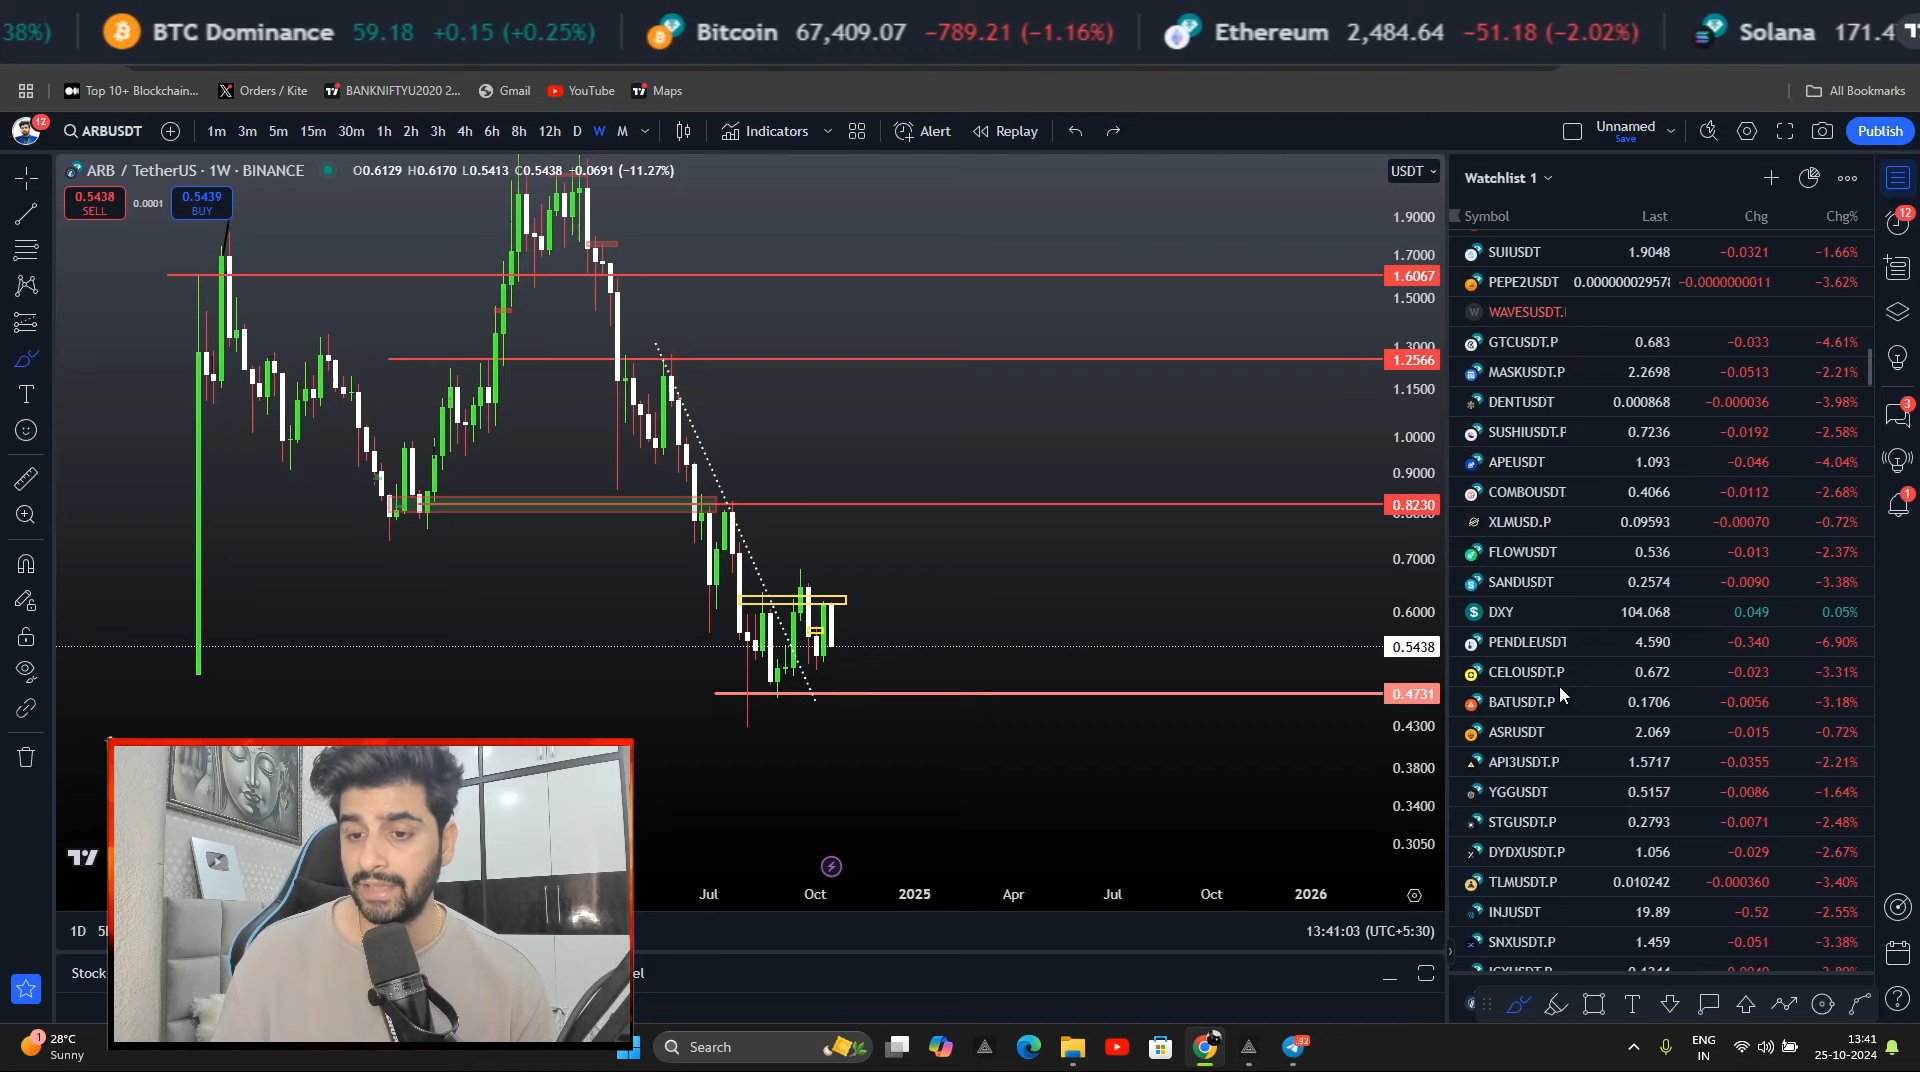 38%) BTC Dominance 59.18 +0.15 (+0.25%) Bitcoin 67,409.07 −789.21 (−1.16%) Ethereum 2,484.64 −51.18 (−2.02%) Solana 171.4
Top 10+ Blockchain... Orders / Kite BANKNIFTYU2020 2... Gmail YouTube Maps All Bookmarks
12 ARBUSDT 1m 3m 5m 15m 30m 1h 2h 3h 4h 6h 8h 12h D W M Indicators Alert Replay Unnamed Save Publish
ARB / TetherUS · 1W · BINANCE O0.6129 H0.6170 L0.5413 C0.5438 −0.0691 (−11.27%) USDT
0.5438 SELL 0.0001 0.5439 BUY
1.9000
1.7000
1.6067
1.5000
1.3000
1.2566
1.1500
1.0000
0.9000
0.8230
0.7000
0.6000
0.5438
0.4731
0.4300
0.3800
0.3400
0.3050
Jul Oct 2025 Apr Jul Oct 2026
1D 13:41:03 (UTC+5:30)
Stock
Watchlist 1
Symbol Last Chg Chg%
SUIUSDT 1.9048 −0.0321 −1.66%
PEPE2USDT 0.000000029578 −0.0000000011 −3.62%
WAVESUSDT.
GTCUSDT.P 0.683 −0.033 −4.61%
MASKUSDT.P 2.2698 −0.0513 −2.21%
DENTUSDT 0.000868 −0.000036 −3.98%
SUSHIUSDT.P 0.7236 −0.0192 −2.58%
APEUSDT 1.093 −0.046 −4.04%
COMBOUSDT. 0.4066 −0.0112 −2.68%
XLMUSD.P 0.09593 −0.00070 −0.72%
FLOWUSDT 0.536 −0.013 −2.37%
SANDUSDT 0.2574 −0.0090 −3.38%
DXY 104.068 0.049 0.05%
PENDLEUSDT 4.590 −0.340 −6.90%
CELOUSDT.P 0.672 −0.023 −3.31%
BATUSDT.P 0.1706 −0.0056 −3.18%
ASRUSDT 2.069 −0.015 −0.72%
API3USDT.P 1.5717 −0.0355 −2.21%
YGGUSDT 0.5157 −0.0086 −1.64%
STGUSDT.P 0.2793 −0.0071 −2.48%
DYDXUSDT.P 1.056 −0.029 −2.67%
TLMUSDT.P 0.010242 −0.000360 −3.40%
INJUSDT 19.89 −0.52 −2.55%
SNXUSDT.P 1.459 −0.051 −3.38%
12
3
1
1 28°C
Sunny
Search
92
ENG
IN
13:41
25-10-2024